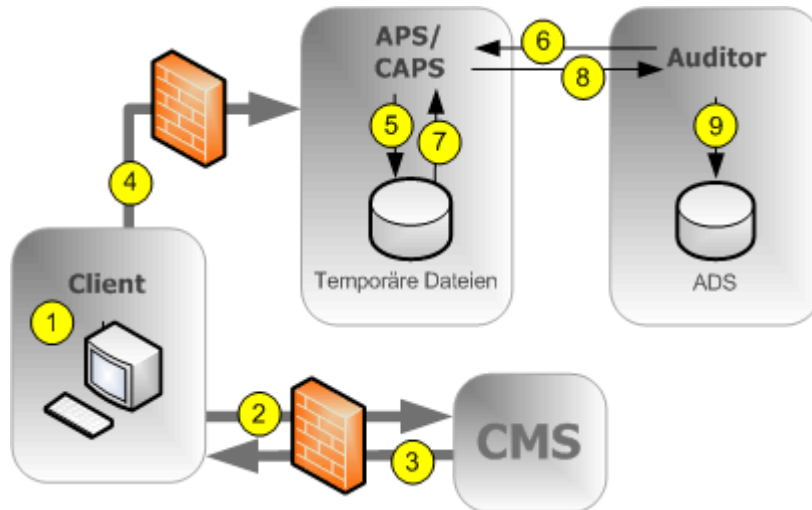 APS/
CAPS
6
8
Auditor
5
7
9
4
Temporäre Dateien
ADS
Client
1
2
3
CMS